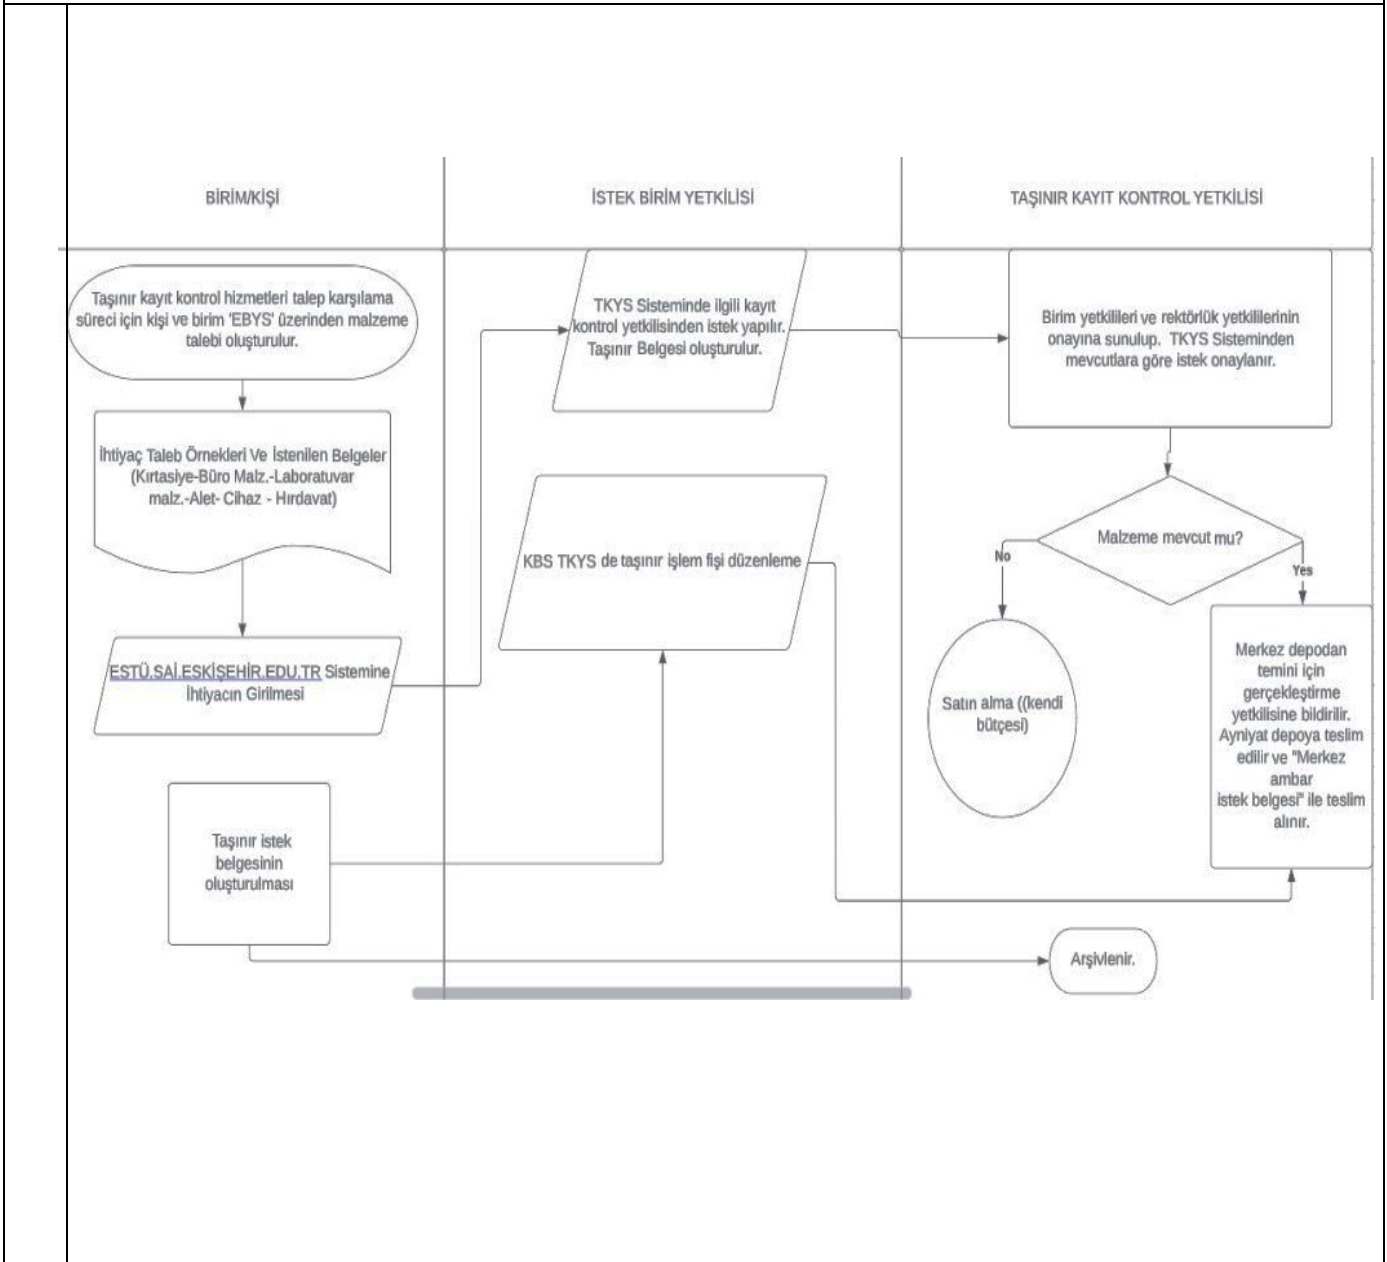 BİRİM/KİŞİ
İSTEK BİRİM YETKİLİSİ
TAŞINIR KAYIT KONTROL YETKİLİSİ
Taşınır kayıt kontrol hizmetleri talep karşılama
süreci için kişi ve birim 'EBYS' üzerinden malzeme
talebi oluşturulur.
İhtiyaç Taleb Örnekleri Ve İstenilen Belgeler
(Kırtasiye-Büro Malz.-Laboratuvar
malz.-Alet- Cihaz - Hırdavat)
ESTÜ.SAİ.ESKİŞEHİR.EDU.TR Sistemine
İhtiyacın Girilmesi
Taşınır istek
belgesinin
oluşturulması
TKYS Sisteminde ilgili kayıt
kontrol yetkilisinden istek yapılır.
Taşınır Belgesi oluşturulur.
KBS TKYS de taşınır işlem fişi düzenleme
Birim yetkilileri ve rektörlük yetkililerinin
onayına sunulup. TKYS Sisteminden
mevcutlara göre istek onaylanır.
Malzeme mevcut mu?
No
Yes
Satın alma ((kendi
bütçesi)
Merkez depodan
temini için
gerçekleştirme
yetkilisine bildirilir.
Ayniyat depoya teslim
edilir ve "Merkez
ambar
istek belgesi" ile teslim
alınır.
Arşivlenir.